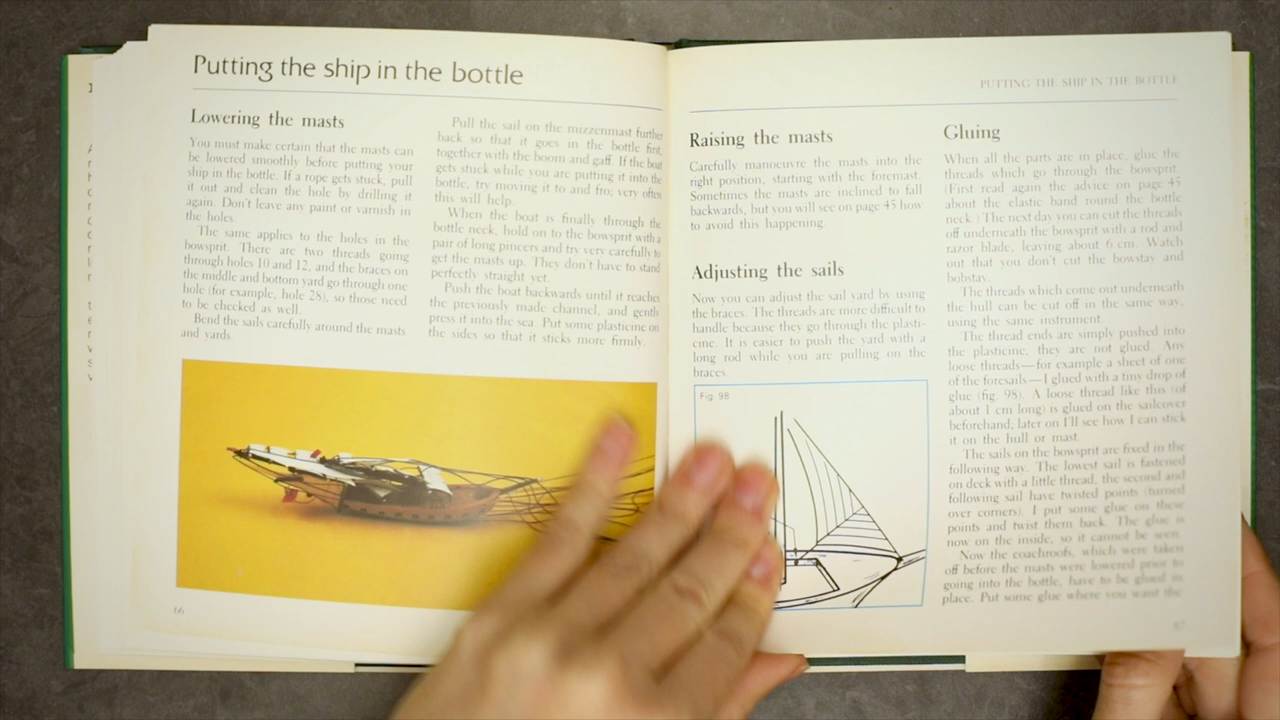 Putting the ship in the bottle
Lowering the masts
You must make certain that the masts can
be lowered smoothly before putting your
ship in the bottle. If a rope gets stuck, pull
it out and clean the hole by drilling it
again. Don't leave any paint or varnish in
the holes.
The same applies to the holes in the
bowsprit. There are two threads going
through holes 10 and 12, and the braces on
the middle and bottom yard go through one
hole (for example, hole 28), so those need
to be checked as well.
Bend the sails carefully around the masts
and yards.
Pull the sail on the mizzenmast further
back so that it goes in the bottle first,
together with the boom and gaff. If the boat
gets stuck while you are putting it into the
bottle, try moving it to and fro; very often
this will help.
When the boat is finally through the
bottle neck, hold on to the bowsprit with a
pair of long pincers and try very carefully to
get the masts up. They don't have to stand
perfectly straight yet.
Push the boat backwards until it reaches
the previously made channel, and gently
press it into the sea. Put some plasticine on
the sides so that it sticks more firmly.
66
PUTTING THE SHIP IN THE BOTTLE
Raising the masts
Carefully manoeuvre the masts into the
right position, starting with the foremast.
Sometimes the masts are inclined to fall
backwards, but you will see on page 45 how
to avoid this happening.
Adjusting the sails
Now you can adjust the sail yard by using
the braces. The threads are more difficult to
handle because they go through the plasti-
cine. It is easier to push the yard with a
long rod while you are pulling on the
braces.
Fig 98
Gluing
When all the parts are in place, glue the
threads which go through the bowsprit.
(First read again the advice on page 45
about the elastic band round the bottle
neck.) The next day you can cut the threads
off underneath the bowsprit with a rod and
razor blade, leaving about 6 cm. Watch
out that you don't cut the bowstay and
bobstay.
The threads which come out underneath
the hull can be cut off in the same way,
using the same instrument.
The thread ends are simply pushed into
the plasticine, they are not glued. Any
loose threads—for example a sheet of one
of the foresails—I glued with a tiny drop of
glue (fig. 98). A loose thread like this (of
about 1 cm long) is glued on the sailcover
beforehand; later on I'll see how I can stick
it on the hull or mast.
The sails on the bowsprit are fixed in the
following way. The lowest sail is fastened
on deck with a little thread, the second and
following sail have twisted points (turned
over corners). I put some glue on these
points and twist them back. The glue is
now on the inside, so it cannot be seen.
Now the coachroofs, which were taken
off before the masts were lowered prior to
going into the bottle, have to be glued in
place. Put some glue where you want the
67